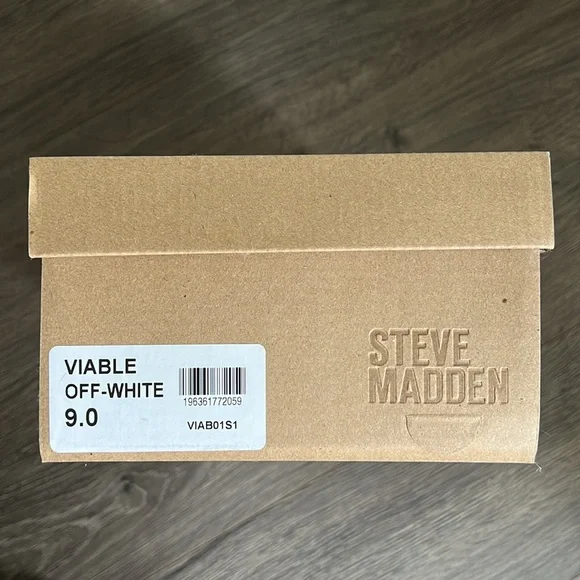 VIABLE
OFF-WHITE
9.0
196361772059
VIAB01S1
STEVE
MADDEN